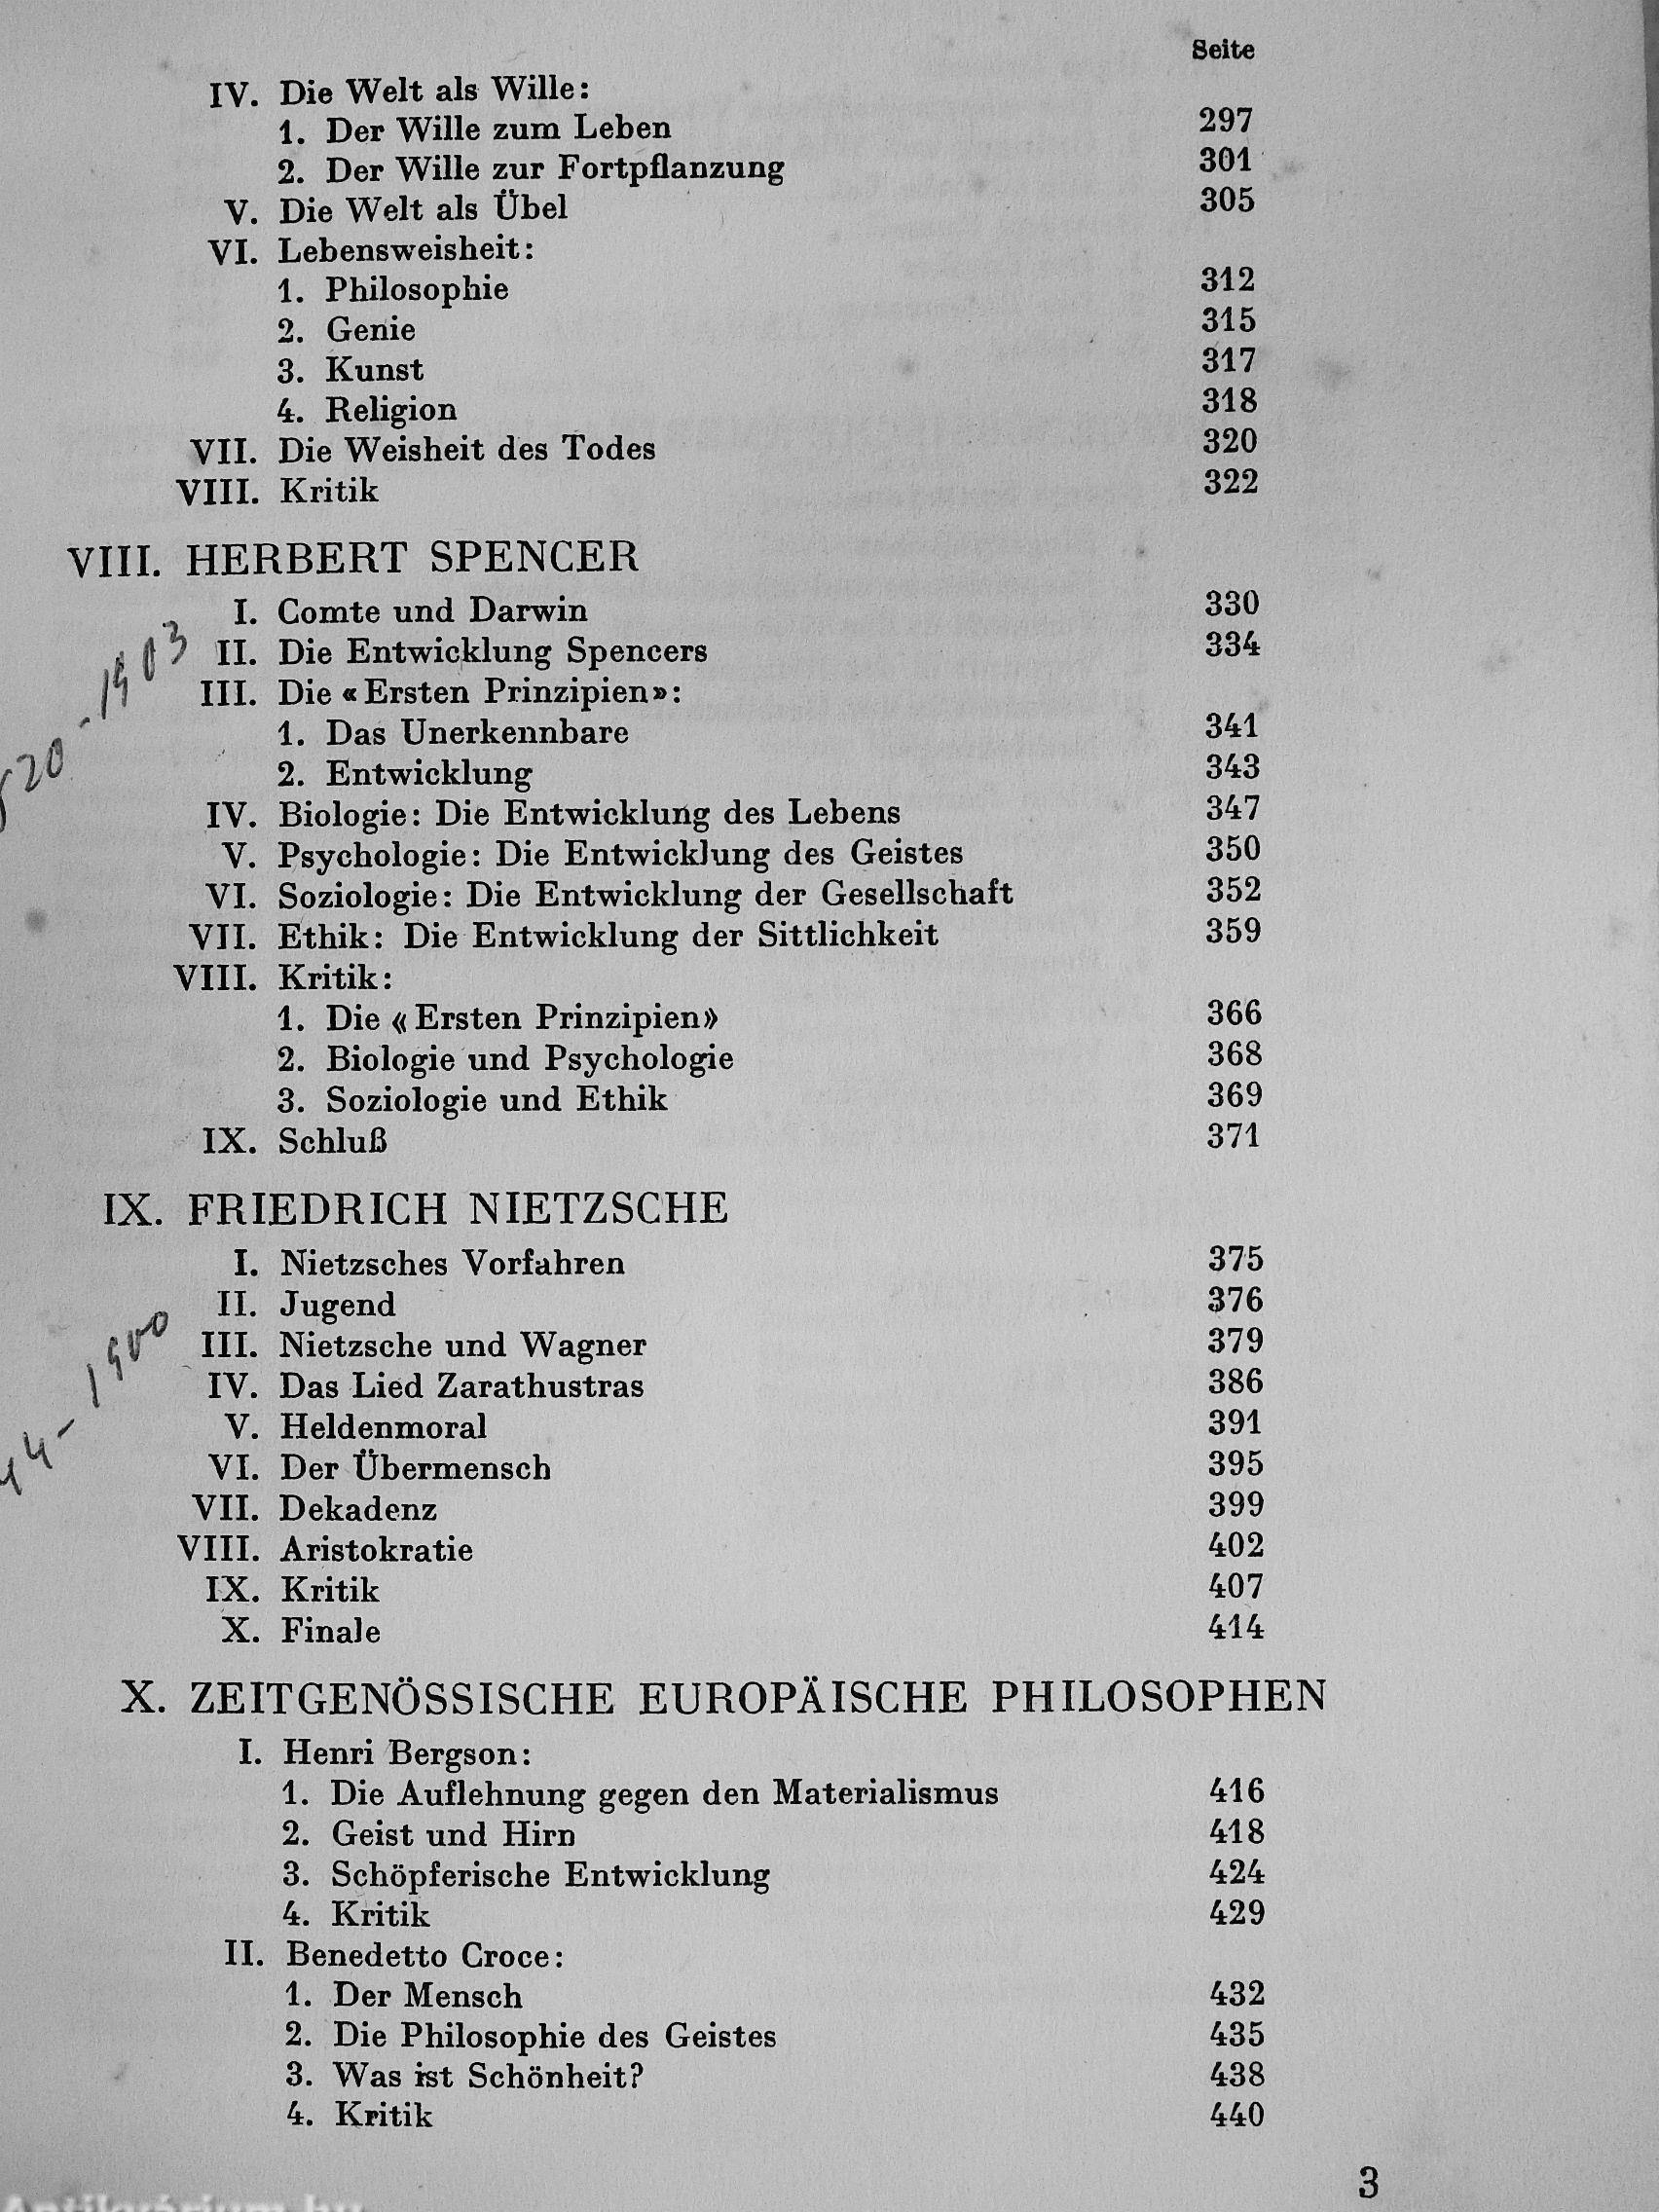 Seite
IV. Die Welt als Wille:
1. Der Wille zum Leben 297
2. Der Wille zur Fortpflanzung 301
V. Die Welt als Übel 305
VI. Lebensweisheit:
1. Philosophie 312
2. Genie 315
3. Kunst 317
4. Religion 318
VII. Die Weisheit des Todes 320
VIII. Kritik 322
VIII. HERBERT SPENCER
I. Comte und Darwin 330
II. Die Entwicklung Spencers 334
III. Die «Ersten Prinzipien»:
1. Das Unerkennbare 341
2. Entwicklung 343
IV. Biologie: Die Entwicklung des Lebens 347
V. Psychologie: Die Entwicklung des Geistes 350
VI. Soziologie: Die Entwicklung der Gesellschaft 352
VII. Ethik: Die Entwicklung der Sittlichkeit 359
VIII. Kritik:
1. Die «Ersten Prinzipien» 366
2. Biologie und Psychologie 368
3. Soziologie und Ethik 369
IX. Schluß 371
820-1903
IX. FRIEDRICH NIETZSCHE
I. Nietzsches Vorfahren 375
II. Jugend 376
III. Nietzsche und Wagner 379
IV. Das Lied Zarathustras 386
V. Heldenmoral 391
VI. Der Übermensch 395
VII. Dekadenz 399
VIII. Aristokratie 402
IX. Kritik 407
X. Finale 414
44-1900
X. ZEITGENÖSSISCHE EUROPÄISCHE PHILOSOPHEN
I. Henri Bergson:
1. Die Auflehnung gegen den Materialismus 416
2. Geist und Hirn 418
3. Schöpferische Entwicklung 424
4. Kritik 429
II. Benedetto Croce:
1. Der Mensch 432
2. Die Philosophie des Geistes 435
3. Was ist Schönheit? 438
4. Kritik 440
3
Antikvárium.hu